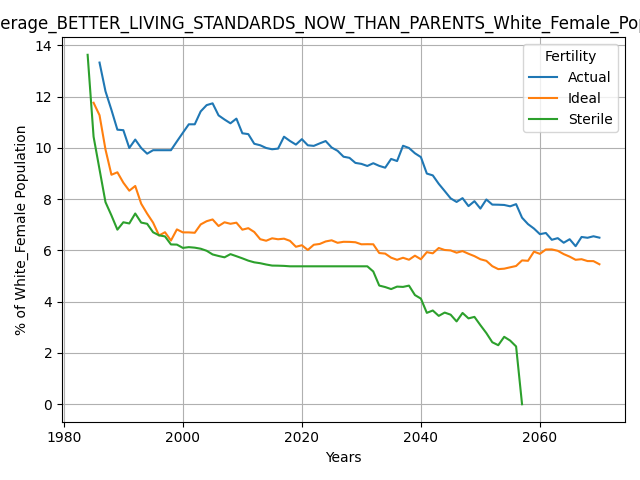 erage_BETTER_LIVING_STANDARDS_NOW_THAN_PARENTS_White_Female_Po
Fertility
Actual
Ideal
Sterile
% of White_Female Population
14
12
10
8
6
4
2
0
1980
2000
2020
2040
2060
Years